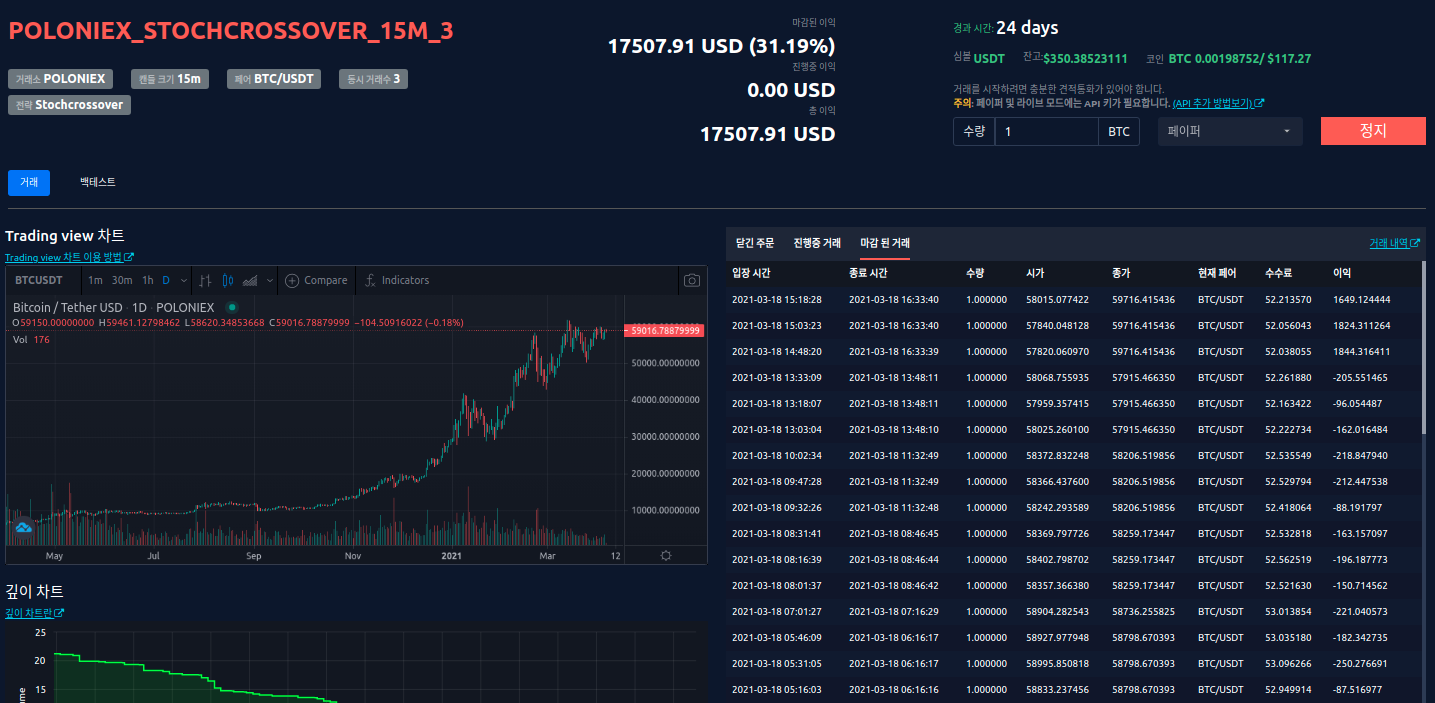 POLONIEX_STOCHCROSSOVER_15M_3
거래소 POLONIEX 캔들 크기 15m 페어 BTC/USDT 동시 거래수 3
전략 Stochcrossover
마감된 이익
17507.91 USD (31.19%)
진행중 이익
0.00 USD
총 이익
17507.91 USD
경과 시간: 24 days
심볼 USDT 잔고: $350.38523111 코인 BTC 0.00198752/ $117.27
거래를 시작하려면 충분한 견적통화가 있어야 합니다.
주의: 페이퍼 및 라이브 모드에는 API 키가 필요합니다. (API 추가 방법보기)
수량 1 BTC 페이퍼 정지
거래 백테스트
Trading view 차트
Trading view 차트 이용 방법
BTCUSDT 1m 30m 1h D Compare Indicators
Bitcoin / Tether USD · 1D · POLONIEX
O59150.00000000 H59461.12798462 L58620.34853668 C59016.78879999 −104.50916022 (−0.18%)
Vol 176
59016.78879999
50000.00000000
40000.00000000
30000.00000000
20000.00000000
10000.00000000
May Jul Sep Nov 2021 Mar 12
깊이 차트
깊이 차트란
25
20
15
닫긴 주문 진행중 거래 마감 된 거래 거래 내역
입장 시간 종료 시간 수량 시가 종가 현재 페어 수수료 이익
2021-03-18 15:18:28 2021-03-18 16:33:40 1.000000 58015.077422 59716.415436 BTC/USDT 52.213570 1649.124444
2021-03-18 15:03:23 2021-03-18 16:33:40 1.000000 57840.048128 59716.415436 BTC/USDT 52.056043 1824.311264
2021-03-18 14:48:20 2021-03-18 16:33:39 1.000000 57820.060970 59716.415436 BTC/USDT 52.038055 1844.316411
2021-03-18 13:33:09 2021-03-18 13:48:11 1.000000 58068.755935 57915.466350 BTC/USDT 52.261880 -205.551465
2021-03-18 13:18:07 2021-03-18 13:48:11 1.000000 57959.357415 57915.466350 BTC/USDT 52.163422 -96.054487
2021-03-18 13:03:04 2021-03-18 13:48:10 1.000000 58025.260100 57915.466350 BTC/USDT 52.222734 -162.016484
2021-03-18 10:02:34 2021-03-18 11:32:49 1.000000 58372.832248 58206.519856 BTC/USDT 52.535549 -218.847940
2021-03-18 09:47:28 2021-03-18 11:32:49 1.000000 58366.437600 58206.519856 BTC/USDT 52.529794 -212.447538
2021-03-18 09:32:26 2021-03-18 11:32:48 1.000000 58242.293589 58206.519856 BTC/USDT 52.418064 -88.191797
2021-03-18 08:31:41 2021-03-18 08:46:45 1.000000 58369.797726 58259.173447 BTC/USDT 52.532818 -163.157097
2021-03-18 08:16:39 2021-03-18 08:46:44 1.000000 58402.798702 58259.173447 BTC/USDT 52.562519 -196.187773
2021-03-18 08:01:37 2021-03-18 08:46:42 1.000000 58357.366380 58259.173447 BTC/USDT 52.521630 -150.714562
2021-03-18 07:01:27 2021-03-18 07:16:29 1.000000 58904.282543 58736.255825 BTC/USDT 53.013854 -221.040573
2021-03-18 05:46:09 2021-03-18 06:16:17 1.000000 58927.977948 58798.670393 BTC/USDT 53.035180 -182.342735
2021-03-18 05:31:05 2021-03-18 06:16:17 1.000000 58995.850818 58798.670393 BTC/USDT 53.096266 -250.276691
2021-03-18 05:16:03 2021-03-18 06:16:16 1.000000 58833.237456 58798.670393 BTC/USDT 52.949914 -87.516977